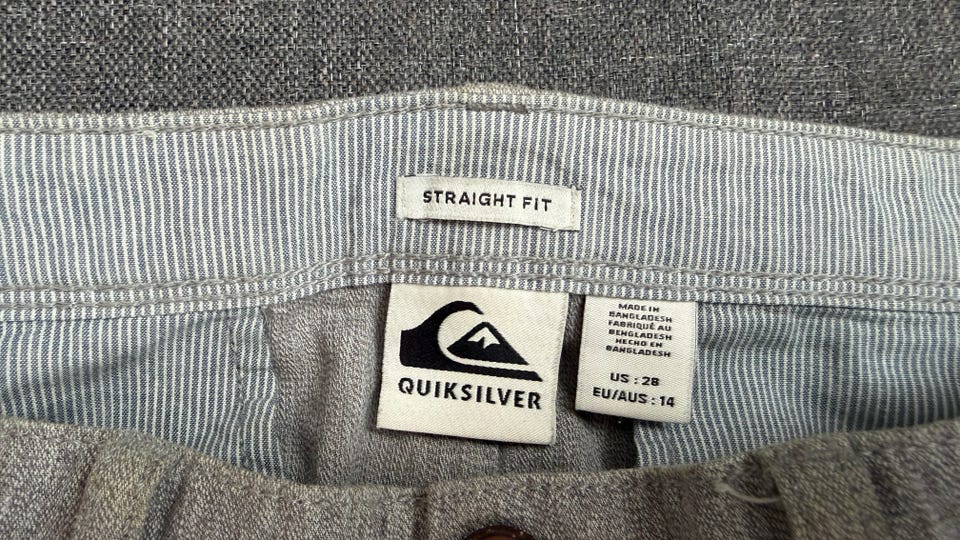 STRAIGHT FIT
QUIKSILVER
MADE IN
BANGLADESH
FABRIQUÉ AU
BENGLADESH
HECHO EN
BANGLADESH
US : 28
EU/AUS : 14